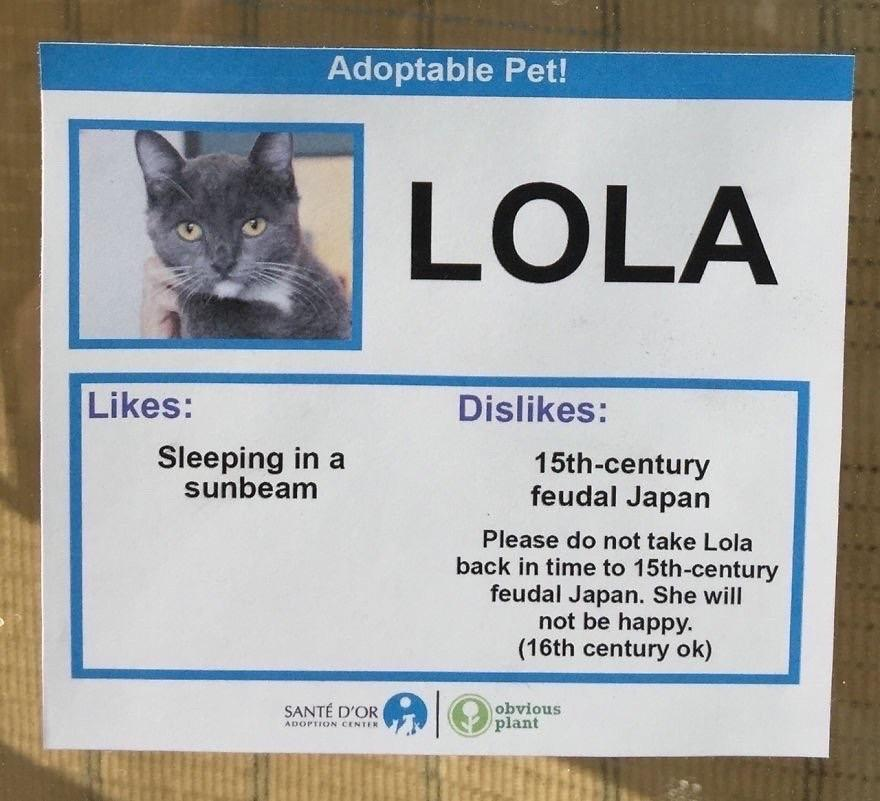 Adoptable Pet!
LOLA
Likes:
Sleeping in a
sunbeam
Dislikes:
15th-century
feudal Japan
Please do not take Lola
back in time to 15th-century
feudal Japan. She will
not be happy.
(16th century ok)
SANTÉ D'OR
ADOPTION CENTER
obvious
plant